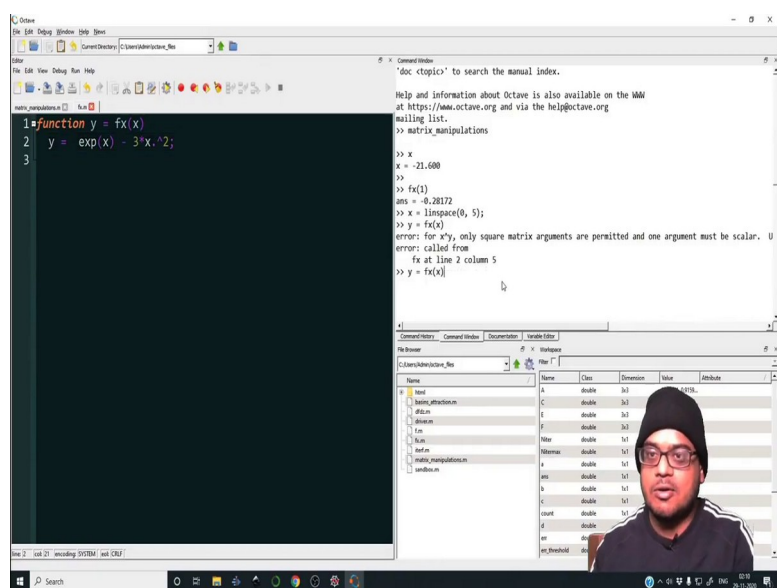 Octave
File Edit Debug Window Help News
Current Directory: C:\Users\Admin\octave_files
Editor
File Edit View Debug Run Help
matrix_manipulations.m fx.m
1 function y = fx(x)
2 y = exp(x) - 3*x.^2;
3
line: 2 col: 21 encoding: SYSTEM eol: CRLF
Command Window
'doc <topic>' to search the manual index.
Help and information about Octave is also available on the WWW
at https://www.octave.org and via the help@octave.org
mailing list.
>> matrix_manipulations
>> x
x = -21.600
>>
>> fx(1)
ans = -0.28172
>> x = linspace(0, 5);
>> y = fx(x)
error: for x^y, only square matrix arguments are permitted and one argument must be scalar. U
error: called from
fx at line 2 column 5
>> y = fx(x)
Command History Command Window Documentation Variable Editor
File Browser
C:/Users/Admin/octave_files
Name
html
basins_attraction.m
dfdz.m
driver.m
f.m
fx.m
iterf.m
matrix_manipulations.m
sandbox.m
Workspace
Filter
Name Class Dimension Value Attribute
A double 3x3
C double 3x3
E double 3x3
F double 3x3
Niter double 1x1
Nitermax double 1x1
a double 1x1
ans double 1x1
b double 1x1
c double 1x1
count double 1x1
d double
err double
err_threshold
Search
ENG
02:10
29-11-2020